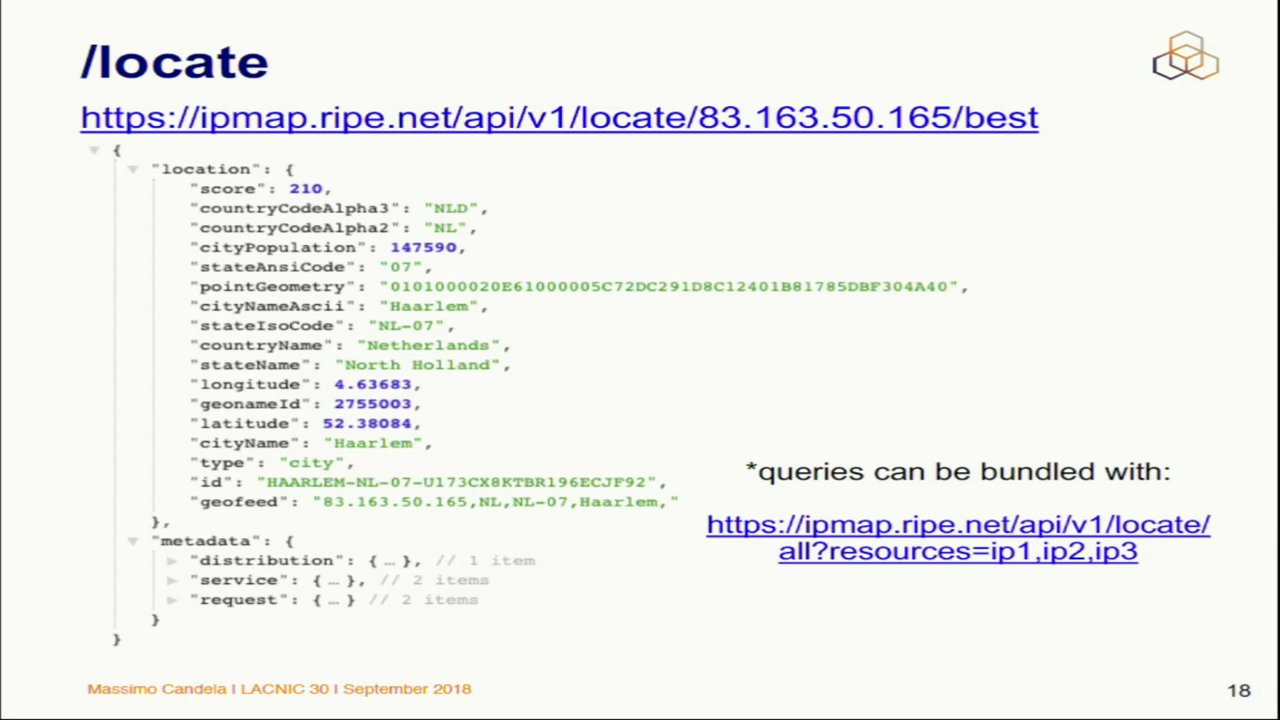 /locate
https://ipmap.ripe.net/api/v1/locate/83.163.50.165/best
{
"location": {
"score": 210,
"countryCodeAlpha3": "NLD",
"countryCodeAlpha2": "NL",
"cityPopulation": 147590,
"stateAnsiCode": "07",
"pointGeometry": "0101000020E61000005C72DC291D8C12401B81785DBF304A40",
"cityNameAscii": "Haarlem",
"stateIsoCode": "NL-07",
"countryName": "Netherlands",
"stateName": "North Holland",
"longitude": 4.63683,
"geonameId": 2755003,
"latitude": 52.38084,
"cityName": "Haarlem",
"type": "city",
"id": "HAARLEM-NL-07-U173CX8KTBR196ECJF92",
"geofeed": "83.163.50.165,NL,NL-07,Haarlem,"
},
"metadata": {
"distribution": { … }, // 1 item
"service": { … }, // 2 items
"request": { … } // 2 items
}
}
*queries can be bundled with:
https://ipmap.ripe.net/api/v1/locate/
all?resources=ip1,ip2,ip3
Massimo Candela I LACNIC 30 I September 2018
18